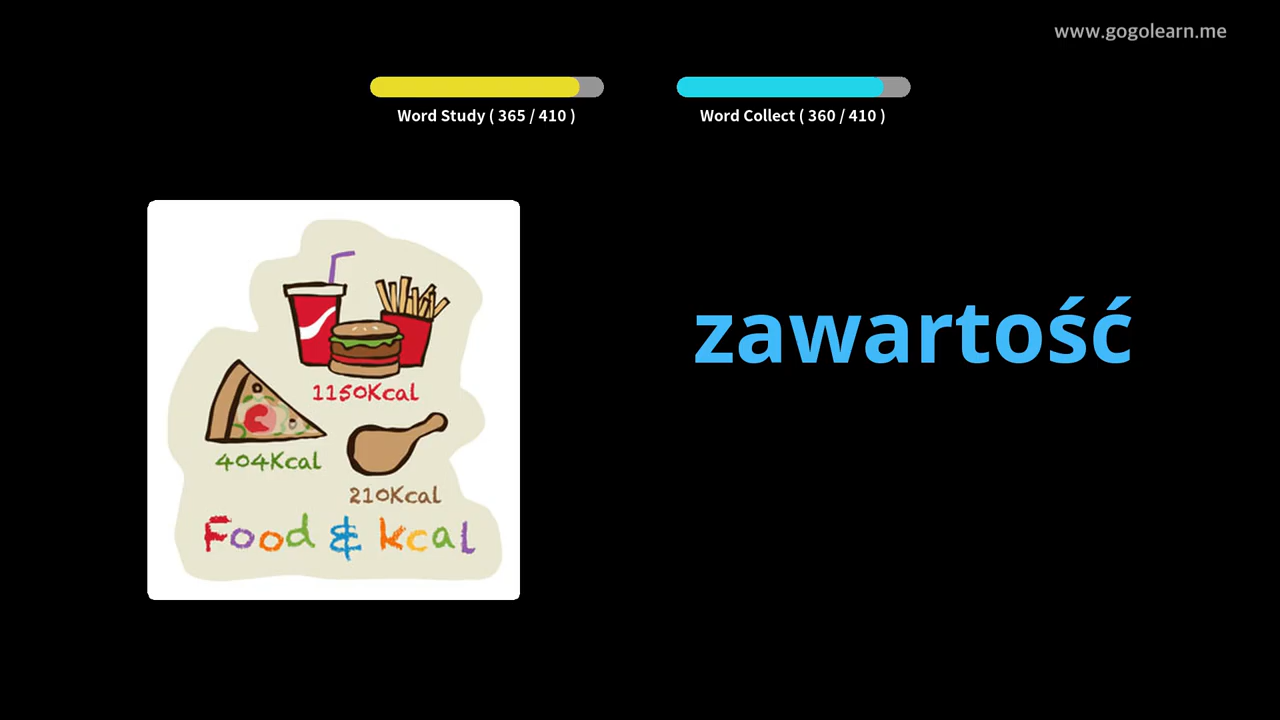 www.gogolearn.me
Word Study ( 365 / 410 )
Word Collect ( 360 / 410 )
zawartość
1150Kcal
404Kcal
210Kcal
Food & kcal